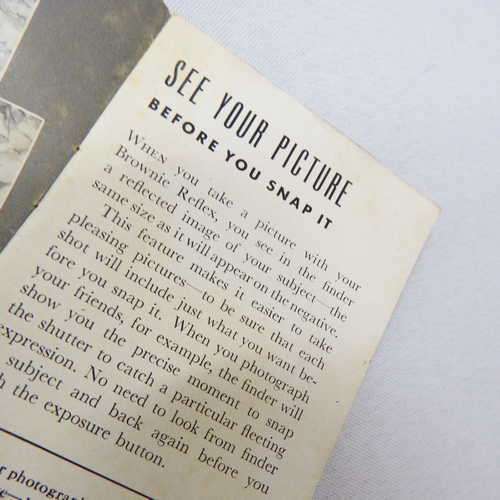 SEE YOUR PICTURE
BEFORE YOU SNAP IT
WHEN you take a picture with your
Brownie Reflex, you see in the finder
a reflected image of your subject—the
same size as it will appear on the negative.
This feature makes it easier to take
pleasing pictures—to be sure that each
shot will include just what you want be-
fore you snap it. When you photograph
your friends, for example, the finder will
show you the precise moment to snap
the shutter to catch a particular fleeting
expression. No need to look from finder
subject and back again before you
the exposure button.
photograph